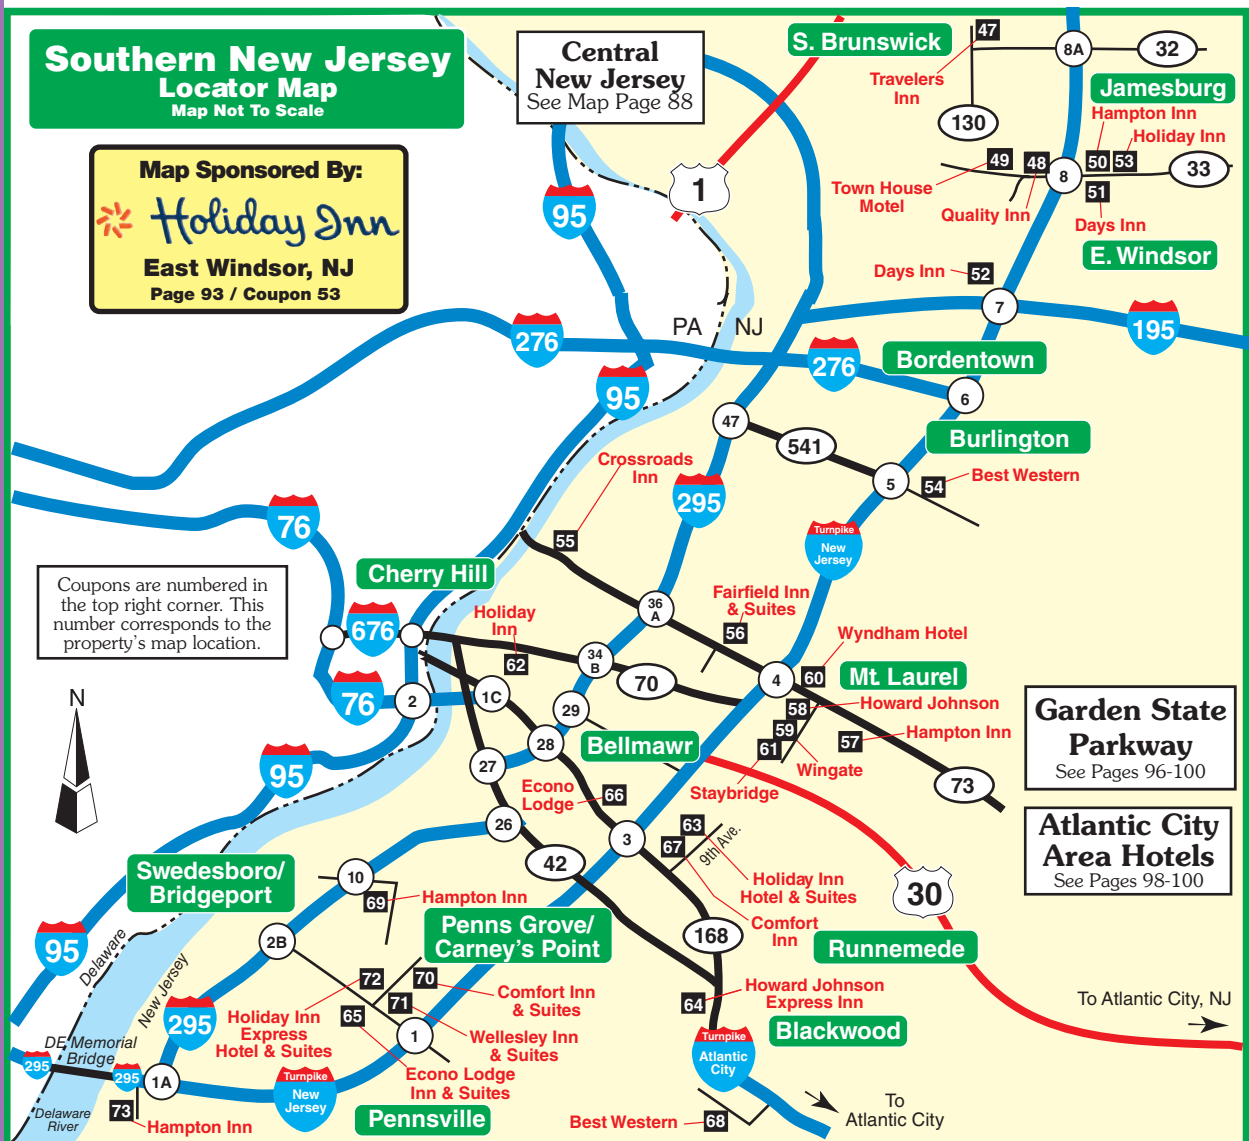 Southern New Jersey
Locator Map
Map Not To Scale
Map Sponsored By:
Holiday Inn
East Windsor, NJ
Page 93 / Coupon 53
Central
New Jersey
See Map Page 88
S. Brunswick
47
8A
32
Travelers
Inn
Jamesburg
130
Hampton Inn
Holiday Inn
1
95
49
48
8
50
53
33
Town House
Motel
51
Quality Inn
Days Inn
E. Windsor
Days Inn
52
7
195
PA
NJ
276
276
Bordentown
95
6
47
541
Burlington
Crossroads
Inn
295
5
54
Best Western
76
55
Turnpike
New
Jersey
Cherry Hill
Coupons are numbered in
the top right corner. This
number corresponds to the
property's map location.
676
Holiday
Inn
62
36
A
Fairfield Inn
& Suites
56
Wyndham Hotel
34
B
70
4
60
Mt. Laurel
76
2
1C
29
58
Howard Johnson
N
28
Bellmawr
59
57
Hampton Inn
61
Wingate
95
27
Staybridge
73
Garden State
Parkway
See Pages 96-100
Econo
Lodge
66
26
3
63
67
9th Ave.
Atlantic City
Area Hotels
See Pages 98-100
42
Swedesboro/
Bridgeport
10
69
Hampton Inn
Holiday Inn
Hotel & Suites
30
Comfort
Inn
95
Delaware
New Jersey
2B
Penns Grove/
Carney's Point
168
Runnemede
72
70
Comfort Inn
& Suites
71
64
Howard Johnson
Express Inn
To Atlantic City, NJ
295
Holiday Inn
Express
Hotel & Suites
65
1
Wellesley Inn
& Suites
Blackwood
DE Memorial
Bridge
295
295
1A
Turnpike
New
Jersey
Econo Lodge
Inn & Suites
Turnpike
Atlantic
City
73
Delaware
River
Hampton Inn
Pennsville
Best Western
68
To
Atlantic City